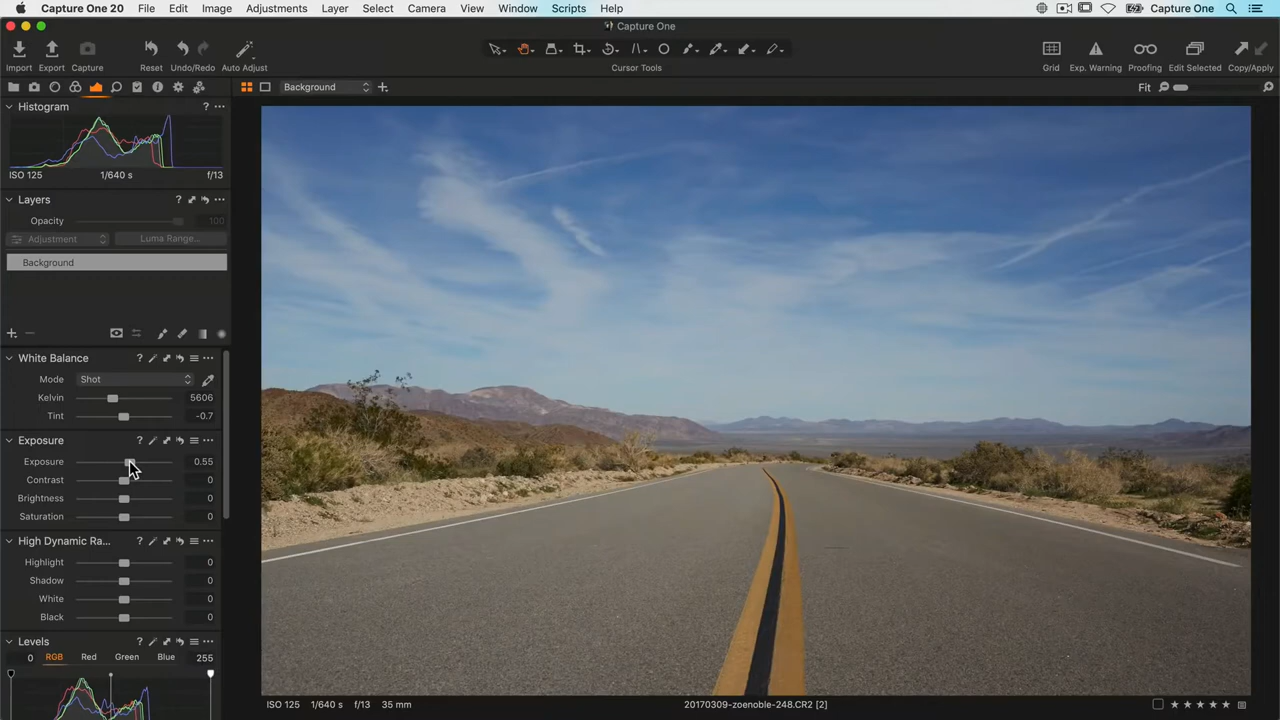 Capture One 20 File Edit Image Adjustments Layer Select Camera View Window Scripts Help Capture One
Capture One
Import Export Capture Reset Undo/Redo Auto Adjust Cursor Tools Grid Exp. Warning Proofing Edit Selected Copy/Apply
Background Fit
Histogram ?
ISO 125 1/640 s f/13
Layers ?
Opacity 100
Adjustment Luma Range...
Background
White Balance ?
Mode Shot
Kelvin 5606
Tint -0.7
Exposure ?
Exposure 0.55
Contrast 0
Brightness 0
Saturation 0
High Dynamic Ra... ?
Highlight 0
Shadow 0
White 0
Black 0
Levels ?
0 RGB Red Green Blue 255
ISO 125 1/640 s f/13 35 mm 20170309-zoenoble-248.CR2 [2]